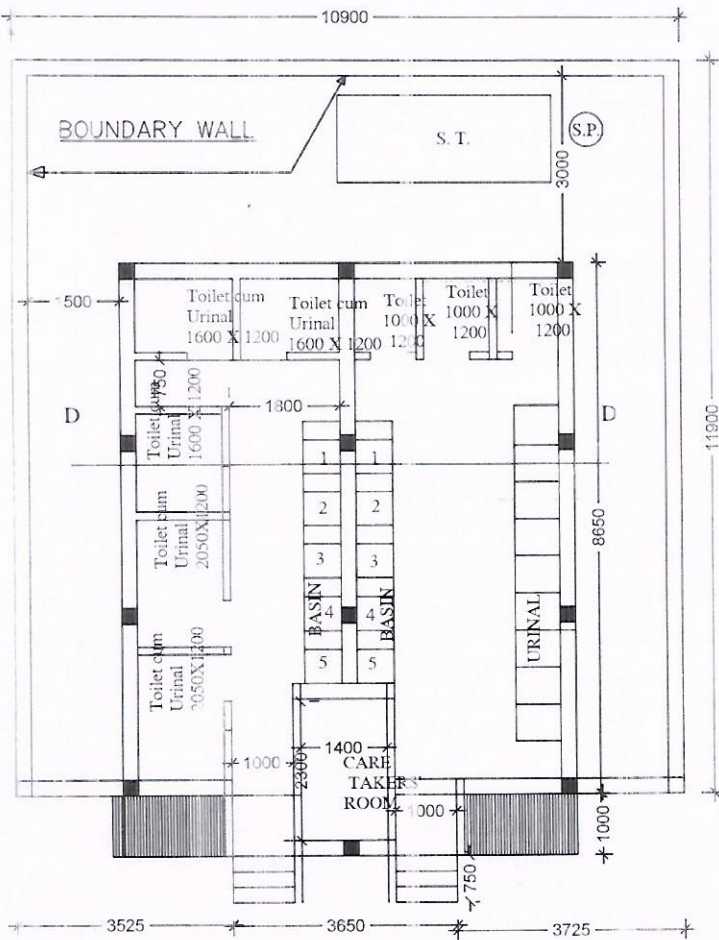 10900
BOUNDARY WALL
S. T.
S.P.
3000
1500
Toilet cum
Urinal
1600 X 1200
Toilet cum
Urinal
1600 X 1200
Toilet
1000 X
1200
Toilet
1000 X
1200
Toilet
1000 X
1200
750
1800
D
D
Toilet cum
Urinal
1600 X 1200
Toilet cum
Urinal
2050X1200
Toilet cum
Urinal
2050X1200
1
2
3
4
5
BASIN
1
2
3
4
5
BASIN
URINAL
8650
11900
1000
1400
2300
CARE
TAKERS
ROOM
1000
1000
750
3525
3650
3725